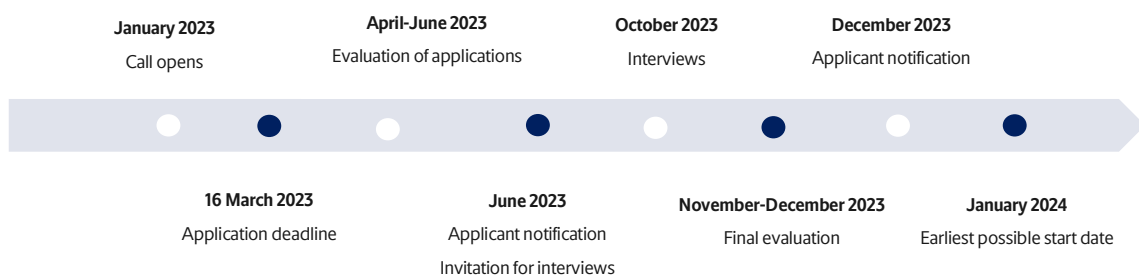 January 2023
Call opens
April-June 2023
Evaluation of applications
October 2023
Interviews
December 2023
Applicant notification
16 March 2023
Application deadline
June 2023
Applicant notification
Invitation for interviews
November-December 2023
Final evaluation
January 2024
Earliest possible start date